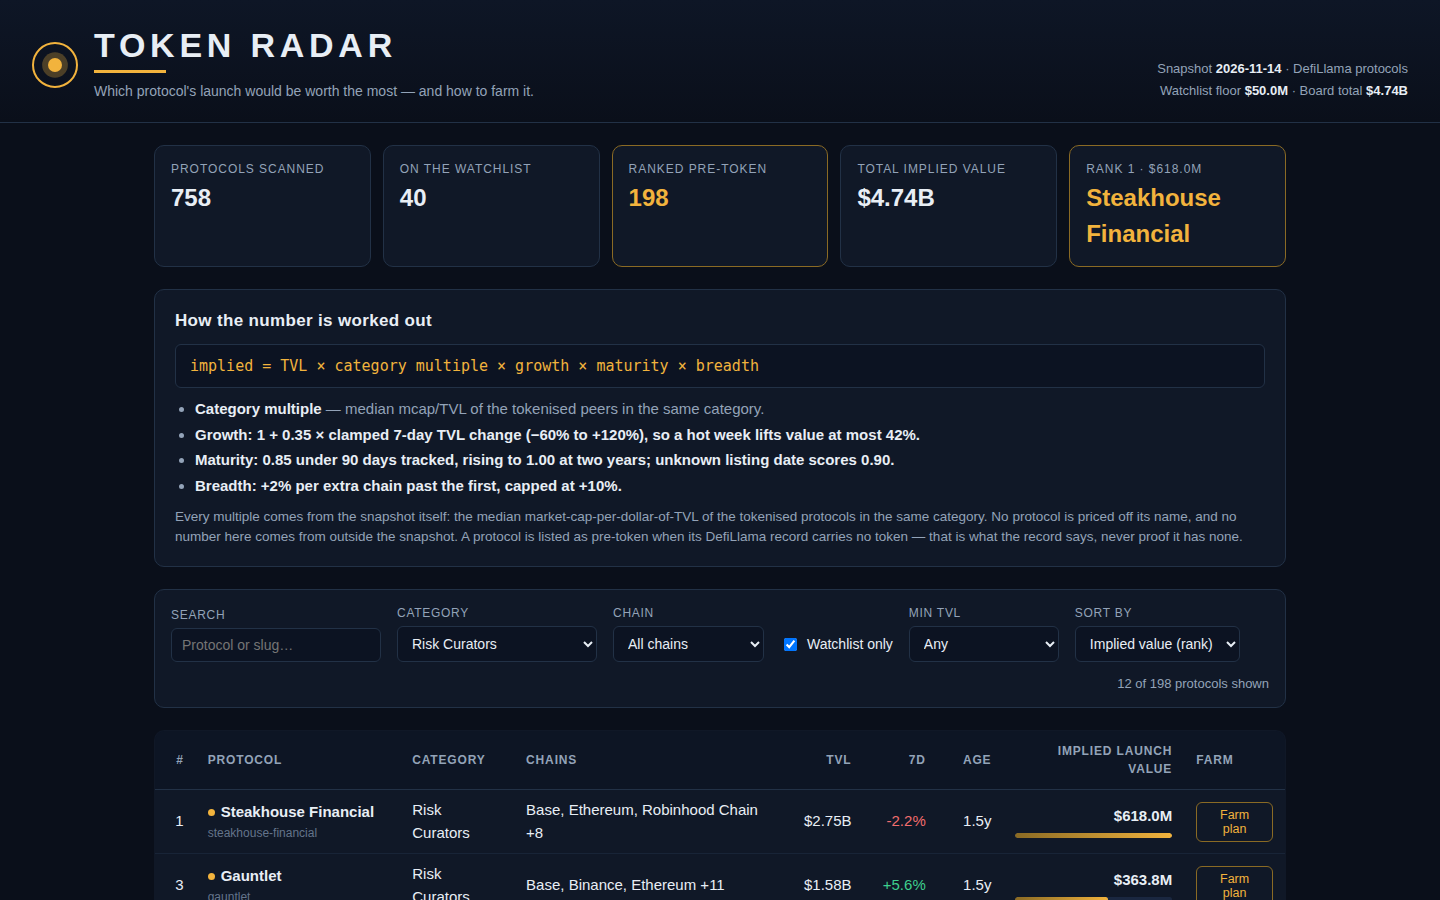 TOKEN RADAR
Which protocol's launch would be worth the most — and how to farm it.
Snapshot 2026-11-14 · DefiLlama protocols
Watchlist floor $50.0M · Board total $4.74B
PROTOCOLS SCANNED
758
ON THE WATCHLIST
40
RANKED PRE-TOKEN
198
TOTAL IMPLIED VALUE
$4.74B
RANK 1 · $618.0M
Steakhouse
Financial
How the number is worked out
implied = TVL × category multiple × growth × maturity × breadth
Category multiple — median mcap/TVL of the tokenised peers in the same category.
Growth: 1 + 0.35 × clamped 7-day TVL change (−60% to +120%), so a hot week lifts value at most 42%.
Maturity: 0.85 under 90 days tracked, rising to 1.00 at two years; unknown listing date scores 0.90.
Breadth: +2% per extra chain past the first, capped at +10%.
Every multiple comes from the snapshot itself: the median market-cap-per-dollar-of-TVL of the tokenised protocols in the same category. No protocol is priced off its name, and no
number here comes from outside the snapshot. A protocol is listed as pre-token when its DefiLlama record carries no token — that is what the record says, never proof it has none.
SEARCH
Protocol or slug…
CATEGORY
Risk Curators
CHAIN
All chains
Watchlist only
MIN TVL
Any
SORT BY
Implied value (rank)
12 of 198 protocols shown
# PROTOCOL CATEGORY CHAINS TVL 7D AGE IMPLIED LAUNCH
VALUE FARM
1 Steakhouse Financial
steakhouse-financial
Risk
Curators
Base, Ethereum, Robinhood Chain
+8
$2.75B -2.2% 1.5y $618.0M
Farm
plan
3 Gauntlet
gauntlet
Risk
Curators
Base, Binance, Ethereum +11
$1.58B +5.6% 1.5y $363.8M
Farm
plan